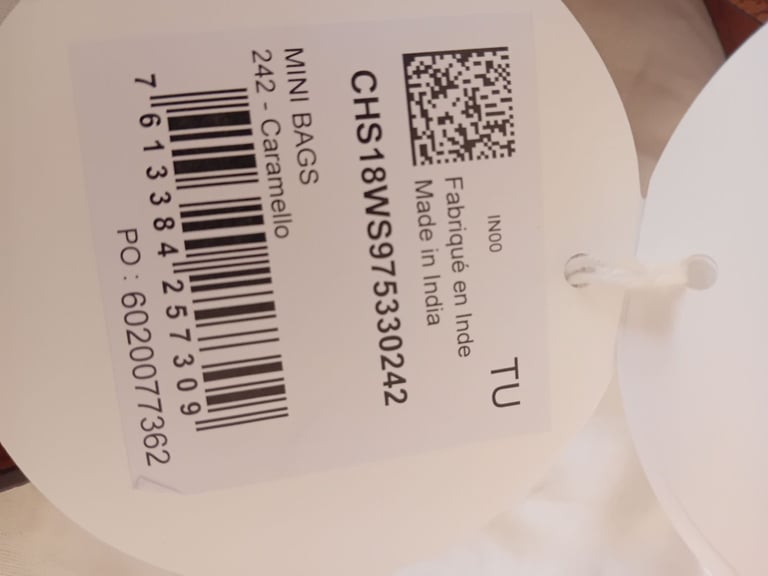 IN00
TU
Fabriqué en Inde
Made in India
CHS18WS975330242
MINI BAGS
242 - Caramello
7 613384 257309
PO : 6020077362